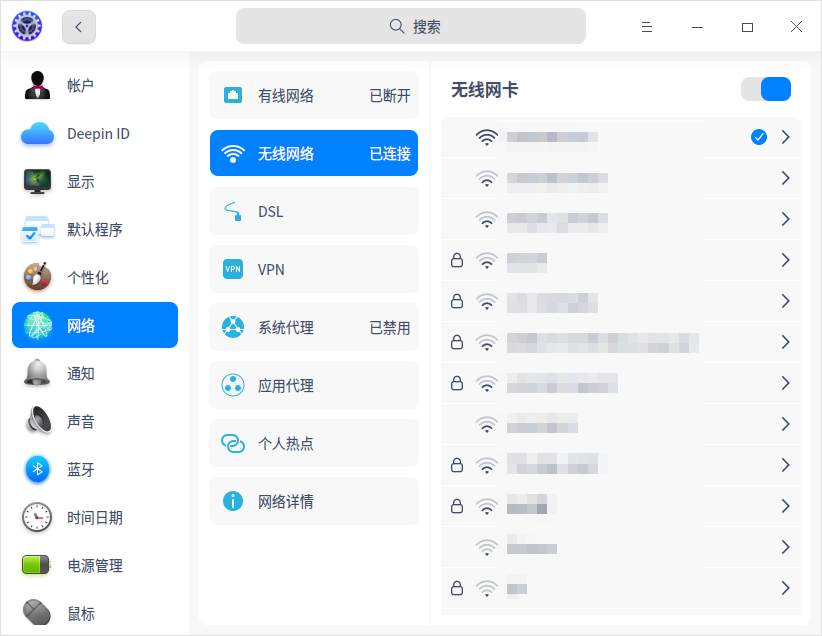 搜索
帐户
Deepin ID
显示
默认程序
个性化
网络
通知
声音
蓝牙
时间日期
电源管理
鼠标
有线网络 已断开
无线网络 已连接
DSL
VPN VPN
系统代理 已禁用
应用代理
个人热点
网络详情
无线网卡